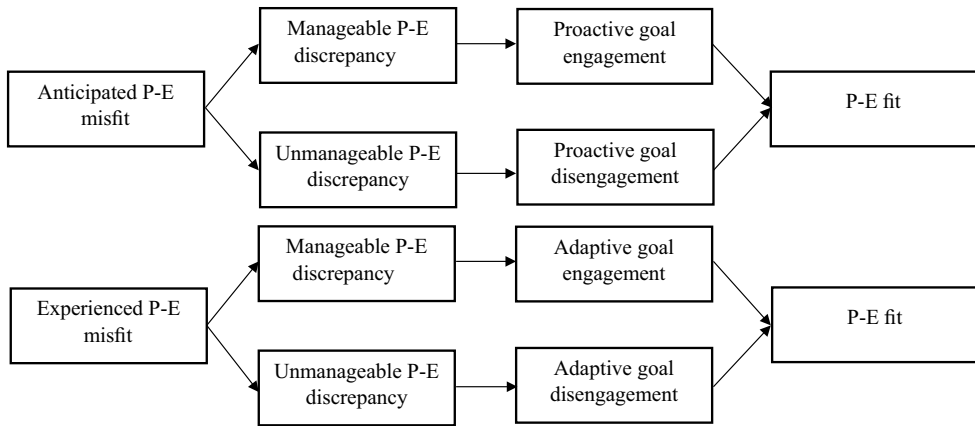 Manageable P-E
discrepancy
Proactive goal
engagement
Anticipated P-E
misfit
P-E fit
Unmanageable P-E
discrepancy
Proactive goal
disengagement
Manageable P-E
discrepancy
Adaptive goal
engagement
Experienced P-E
misfit
P-E fit
Unmanageable P-E
discrepancy
Adaptive goal
disengagement